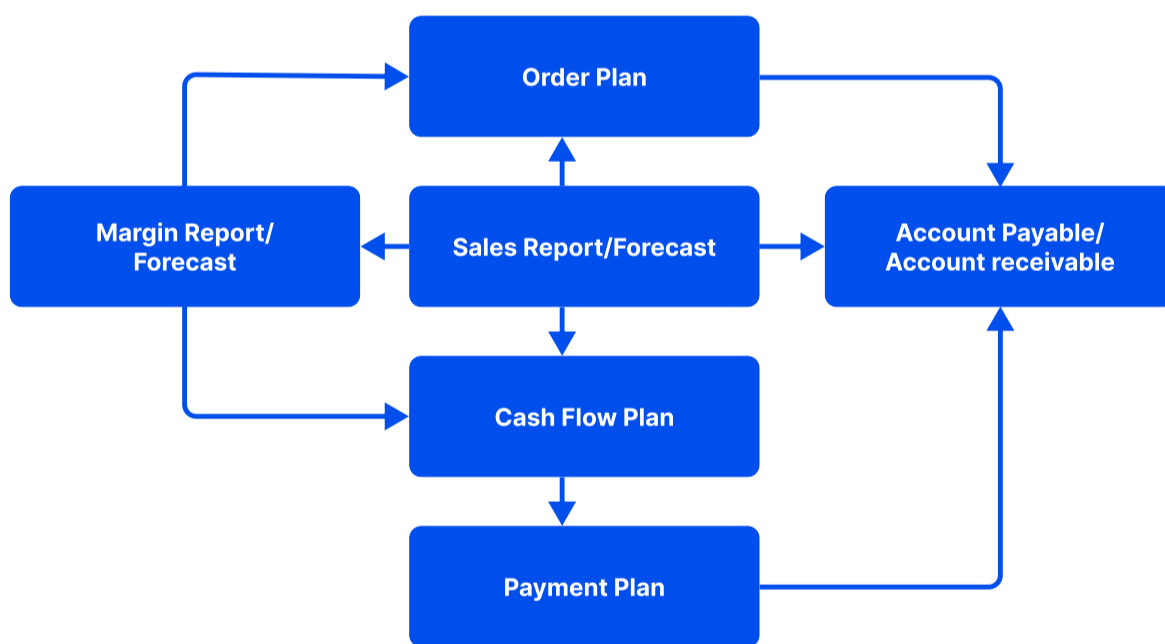 Order Plan
Margin Report/
Forecast
Sales Report/Forecast
Account Payable/
Account receivable
Cash Flow Plan
Payment Plan